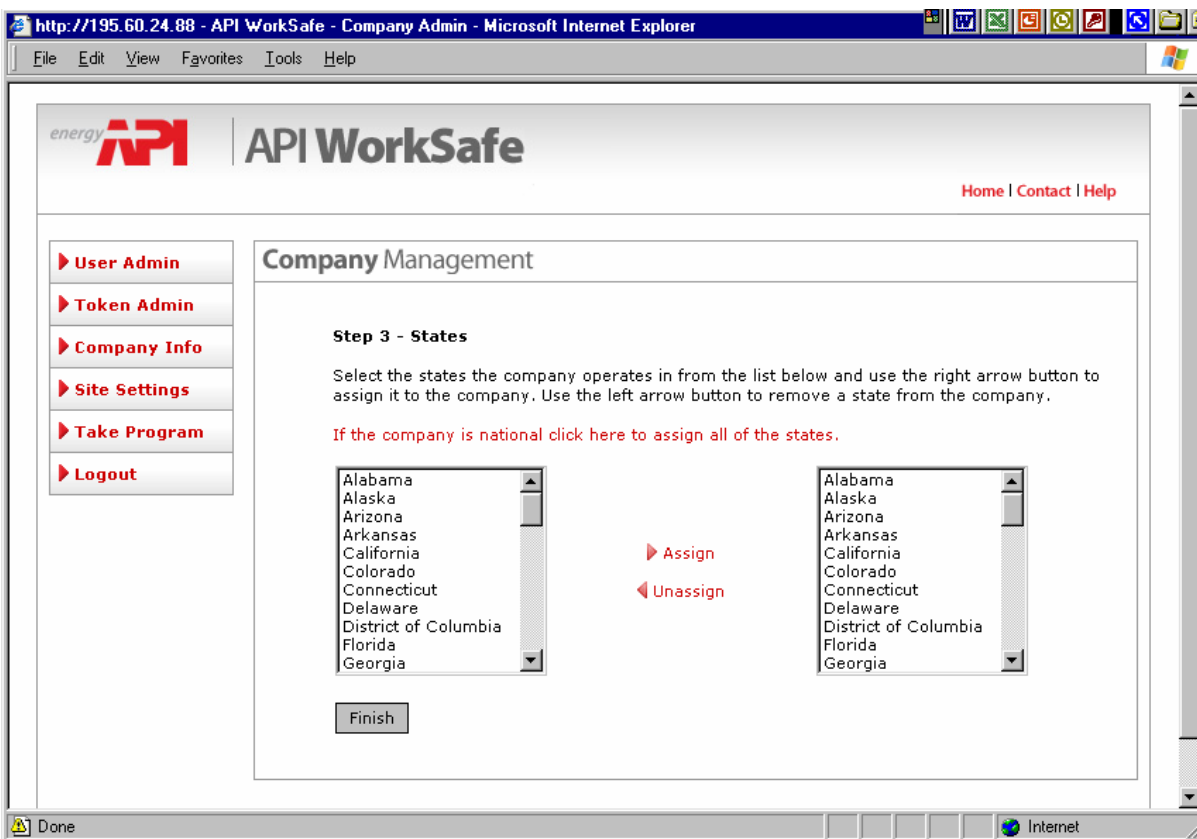 http://195.60.24.88 - API WorkSafe - Company Admin - Microsoft Internet Explorer
File Edit View Favorites Tools Help
energy API
API WorkSafe
Home | Contact | Help
User Admin
Token Admin
Company Info
Site Settings
Take Program
Logout
Company Management
Step 3 - States
Select the states the company operates in from the list below and use the right arrow button to
assign it to the company. Use the left arrow button to remove a state from the company.
If the company is national click here to assign all of the states.
Alabama
Alaska
Arizona
Arkansas
California
Colorado
Connecticut
Delaware
District of Columbia
Florida
Georgia
Assign
Unassign
Alabama
Alaska
Arizona
Arkansas
California
Colorado
Connecticut
Delaware
District of Columbia
Florida
Georgia
Finish
Done
Internet